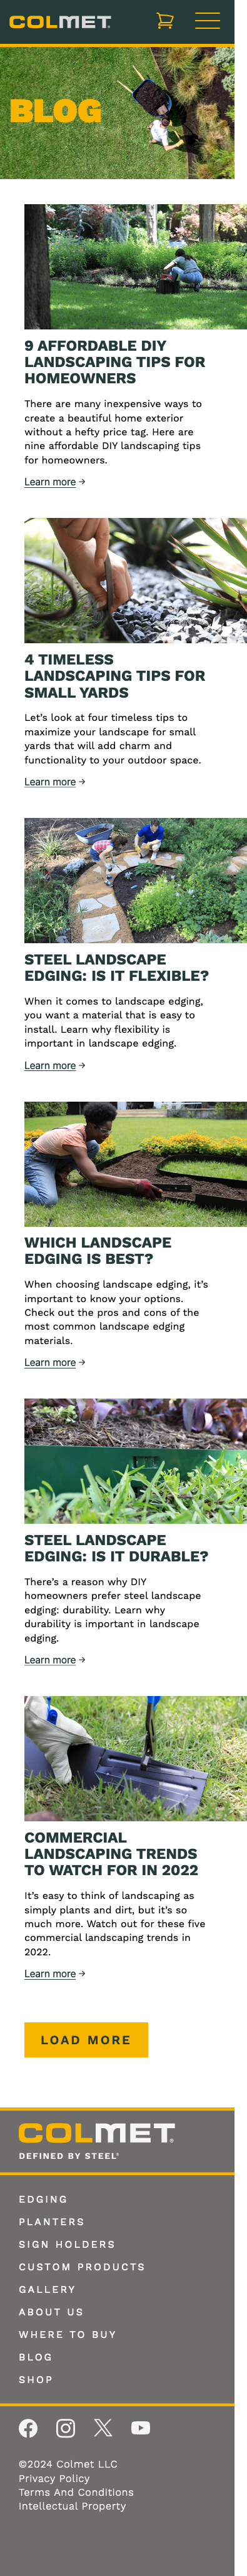 COLMET
BLOG
9 AFFORDABLE DIY
LANDSCAPING TIPS FOR
HOMEOWNERS
There are many inexpensive ways to
create a beautiful home exterior
without a hefty price tag. Here are
nine affordable DIY landscaping tips
for homeowners.
Learn more →
4 TIMELESS
LANDSCAPING TIPS FOR
SMALL YARDS
Let’s look at four timeless tips to
maximize your landscape for small
yards that will add charm and
functionality to your outdoor space.
Learn more →
STEEL LANDSCAPE
EDGING: IS IT FLEXIBLE?
When it comes to landscape edging,
you want a material that is easy to
install. Learn why flexibility is
important in landscape edging.
Learn more →
WHICH LANDSCAPE
EDGING IS BEST?
When choosing landscape edging, it’s
important to know your options.
Check out the pros and cons of the
most common landscape edging
materials.
Learn more →
STEEL LANDSCAPE
EDGING: IS IT DURABLE?
There’s a reason why DIY
homeowners prefer steel landscape
edging: durability. Learn why
durability is important in landscape
edging.
Learn more →
COMMERCIAL
LANDSCAPING TRENDS
TO WATCH FOR IN 2022
It’s easy to think of landscaping as
simply plants and dirt, but it’s so
much more. Watch out for these five
commercial landscaping trends in
2022.
Learn more →
LOAD MORE
COLMET®
DEFINED BY STEEL®
EDGING
PLANTERS
SIGN HOLDERS
CUSTOM PRODUCTS
GALLERY
ABOUT US
WHERE TO BUY
BLOG
SHOP
©2024 Colmet LLC
Privacy Policy
Terms And Conditions
Intellectual Property